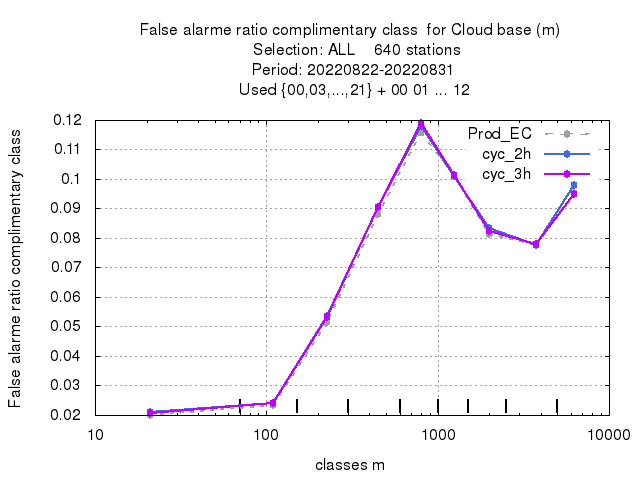 False alarme ratio complimentary class  for Cloud base (m)
Selection: ALL    640 stations
Period: 20220822-20220831
Used {00,03,...,21} + 00 01 ... 12
False alarme ratio complimentary class
0.12
0.11
0.1
0.09
0.08
0.07
0.06
0.05
0.04
0.03
0.02
Prod_EC
cyc_2h
cyc_3h
10 100 1000 10000
classes m